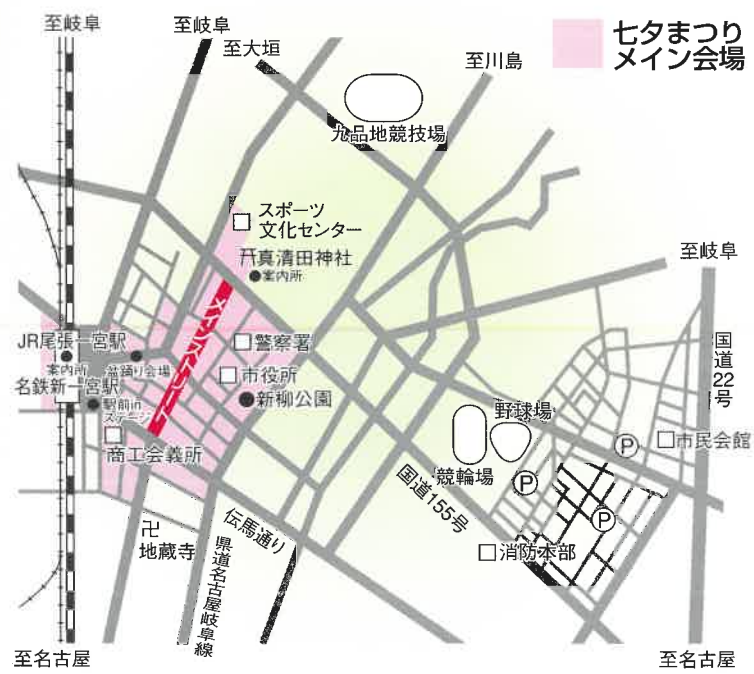 七夕まつり
メイン会場
至岐阜
至岐阜
至大垣
至川島
九品地競技場
スポーツ
文化センター
真清田神社
案内所
至岐阜
メインストリート
JR尾張一宮駅
案内所
盆踊り会場
名鉄新一宮駅
駅前
ステージ
警察署
市役所
新柳公園
商工会義所
国道22号
野球場
競輪場
P
市民会館
P
P
国道155号
消防本部
卍
地蔵寺
伝馬通り
県道名古屋岐阜線
至名古屋
至名古屋